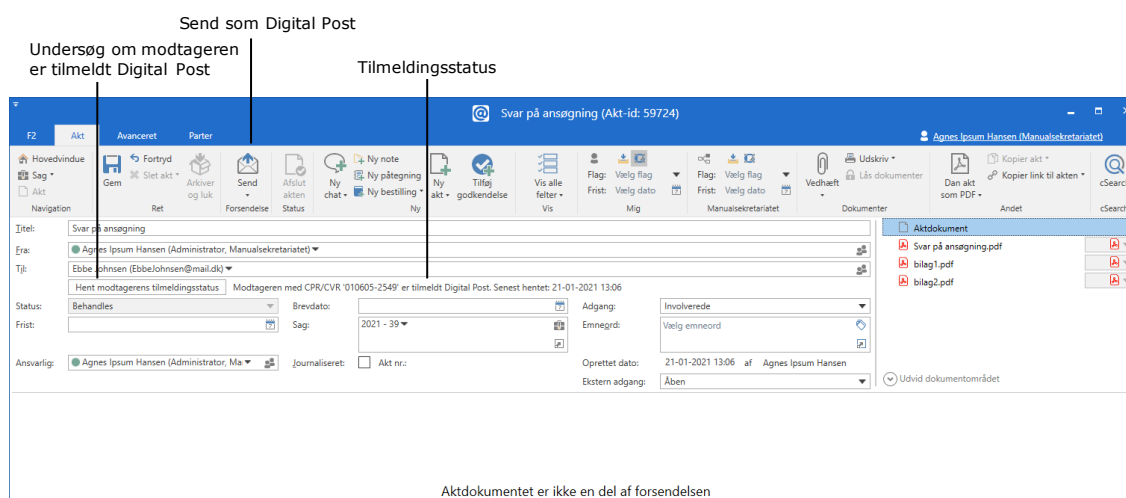 Send som Digital Post
Undersøg om modtageren
er tilmeldt Digital Post
Tilmeldingsstatus
Svar på ansøgning (Akt-id: 59724)
F2 Akt Avanceret Parter
Agnes Ipsum Hansen (Manualsekretariatet)
Hovedvindue
Sag
Akt
Navigation
Gem
Fortryd
Slet akt
Arkiver
og luk
Ret
Send
Forsendelse
Afslut
akten
Status
Ny
chat
Ny note
Ny påtegning
Ny bestilling
Ny
akt
Tilføj
godkendelse
Ny
Vis alle
felter
Vis
Flag: Vælg flag
Frist: Vælg dato
Mig
Flag: Vælg flag
Frist: Vælg dato
Manualsekretariatet
Vedhæft
Udskriv
Lås dokumenter
Dokumenter
Dan akt
som PDF
Kopier akt
Kopier link til akten
Andet
cSearch
cSearch
Titel: Svar på ansøgning
Fra: Agnes Ipsum Hansen (Administrator, Manualsekretariatet)
Til: Ebbe Johnsen (EbbeJohnsen@mail.dk)
Hent modtagerens tilmeldingsstatus Modtageren med CPR/CVR '010605-2549' er tilmeldt Digital Post. Senest hentet: 21-01-2021 13:06
Status: Behandles Brevdato: Adgang: Involverede
Frist: Sag: 2021 - 39 Emneord: Vælg emneord
Ansvarlig: Agnes Ipsum Hansen (Administrator, Ma Journaliseret: Akt nr.: Oprettet dato: 21-01-2021 13:06 af Agnes Ipsum Hansen
Ekstern adgang: Åben
Aktdokument
Svar på ansøgning.pdf
bilag1.pdf
bilag2.pdf
Udvid dokumentområdet
Aktdokumentet er ikke en del af forsendelsen